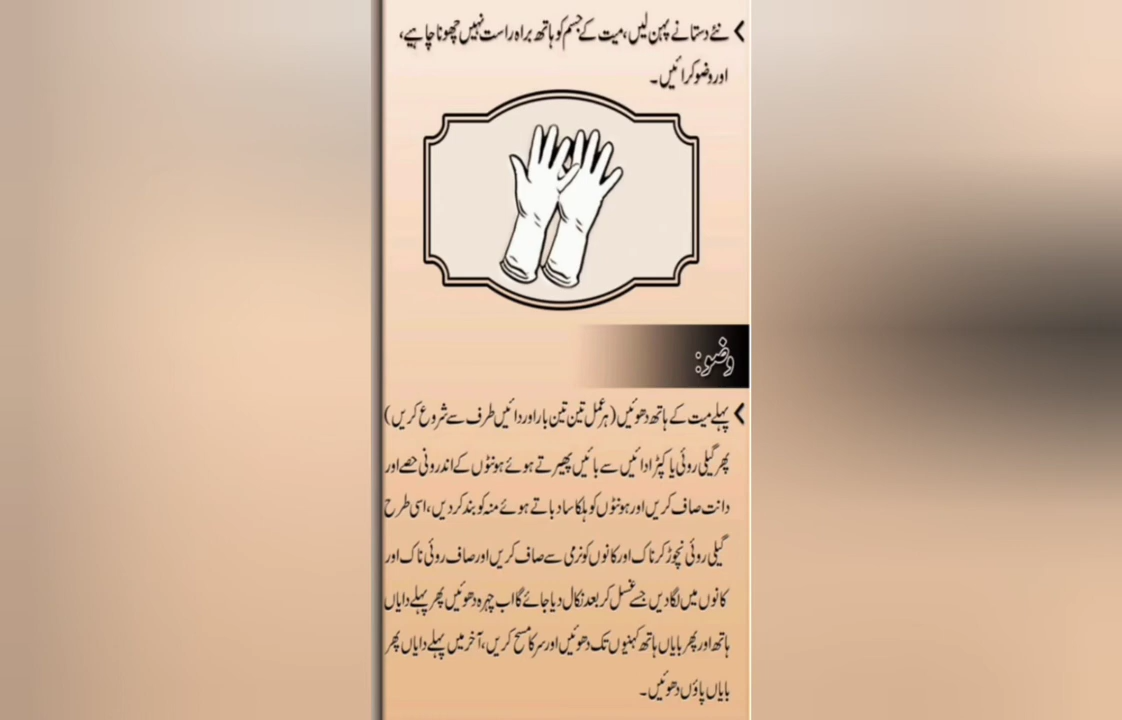 نئے دستانے پہن لیں، میت کے جسم کو ہاتھ براہ راست نہیں چھونا چاہیے،
اور وضو کرائیں۔
وضو:
پہلے میت کے ہاتھ دھوئیں (ہر عمل تین تین بار اور دائیں طرف سے شروع کریں)
پھر گیلی روئی یا کپڑا دائیں سے بائیں پھیرتے ہوئے ہونٹوں کے اندرونی حصے اور
دانت صاف کریں اور ہونٹوں کو ہلکا سا دباتے ہوئے منہ کو بند کر دیں، اسی طرح
گیلی روئی نچوڑ کر ناک اور کانوں کو نرمی سے صاف کریں اور صاف روئی ناک اور
کانوں میں لگا دیں جسے غسل کر بعد نکال دیا جائے گا اب چہرہ دھوئیں پھر پہلے دایاں
ہاتھ اور پھر بایاں ہاتھ کہنیوں تک دھوئیں اور سر کا مسح کریں، آخر میں پہلے دایاں پھر
بایاں پاؤں دھوئیں۔